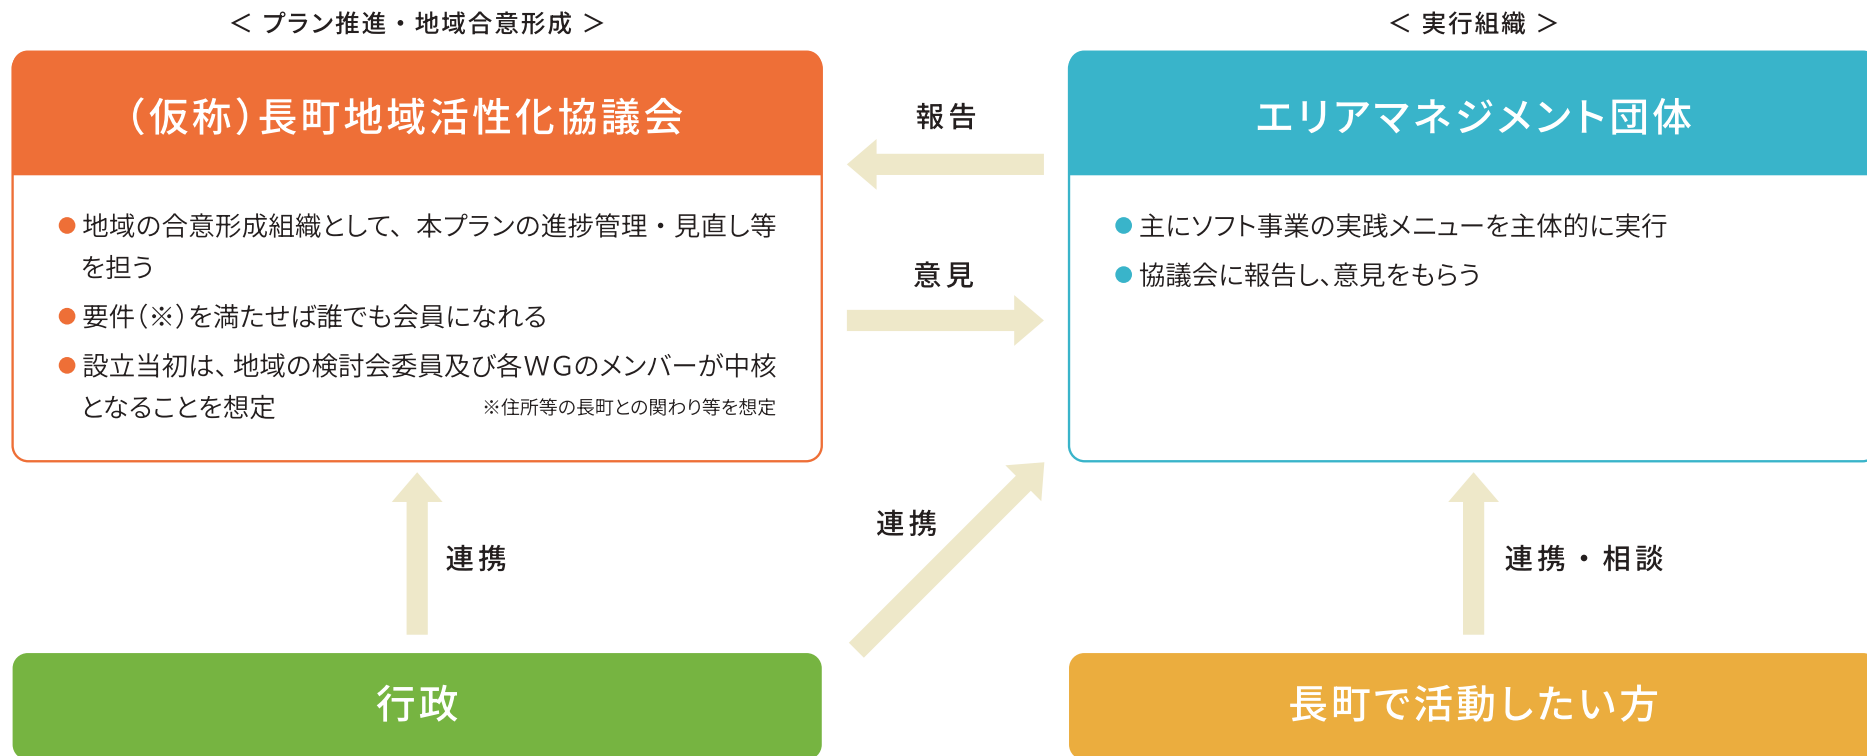 ＜ プラン推進・地域合意形成 ＞
（仮称）長町地域活性化協議会
● 地域の合意形成組織として、本プランの進捗管理・見直し等
を担う
● 要件（※）を満たせば誰でも会員になれる
● 設立当初は、地域の検討会委員及び各WGのメンバーが中核
となることを想定
※住所等の長町との関わり等を想定
報告
意見
＜ 実行組織 ＞
エリアマネジメント団体
● 主にソフト事業の実践メニューを主体的に実行
● 協議会に報告し、意見をもらう
連携
連携
連携・相談
行政
長町で活動したい方